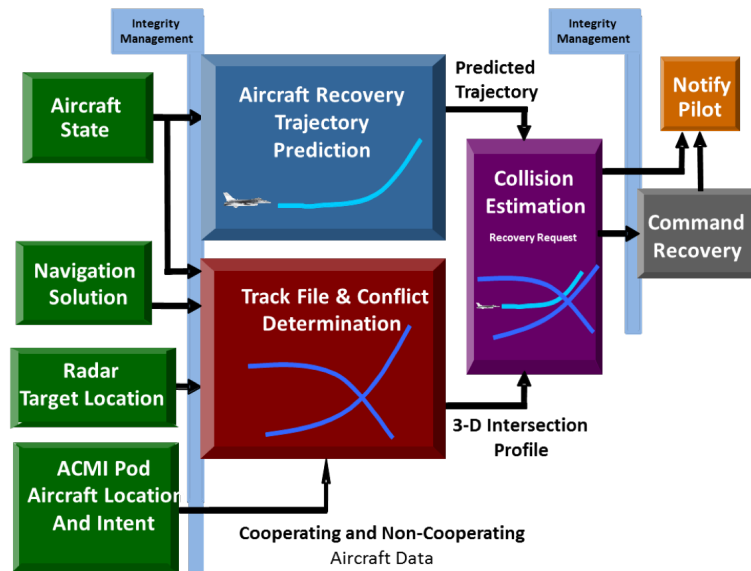 Integrity
Management
Integrity
Management
Aircraft
State
Aircraft Recovery
Trajectory
Prediction
Predicted
Trajectory
Notify
Pilot
Collision
Estimation
Recovery Request
Command
Recovery
Navigation
Solution
Track File & Conflict
Determination
Radar
Target Location
3-D Intersection
Profile
ACMI Pod
Aircraft Location
And Intent
Cooperating and Non-Cooperating
Aircraft Data